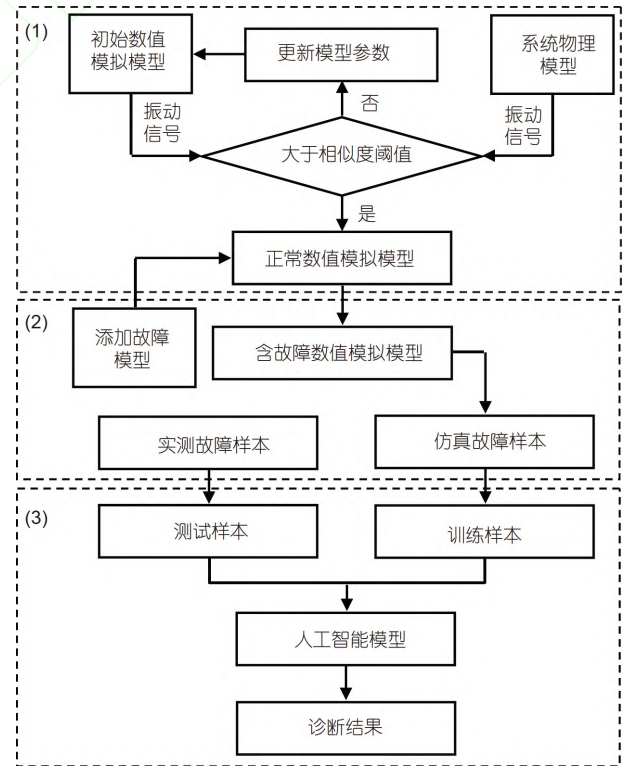 (1)
初始数值
模拟模型
更新模型参数
系统物理
模型
振动
信号
否
振动
信号
大于相似度阈值
是
正常数值模拟模型
(2)
添加故障
模型
含故障数值模拟模型
实测故障样本
仿真故障样本
(3)
测试样本
训练样本
人工智能模型
诊断结果